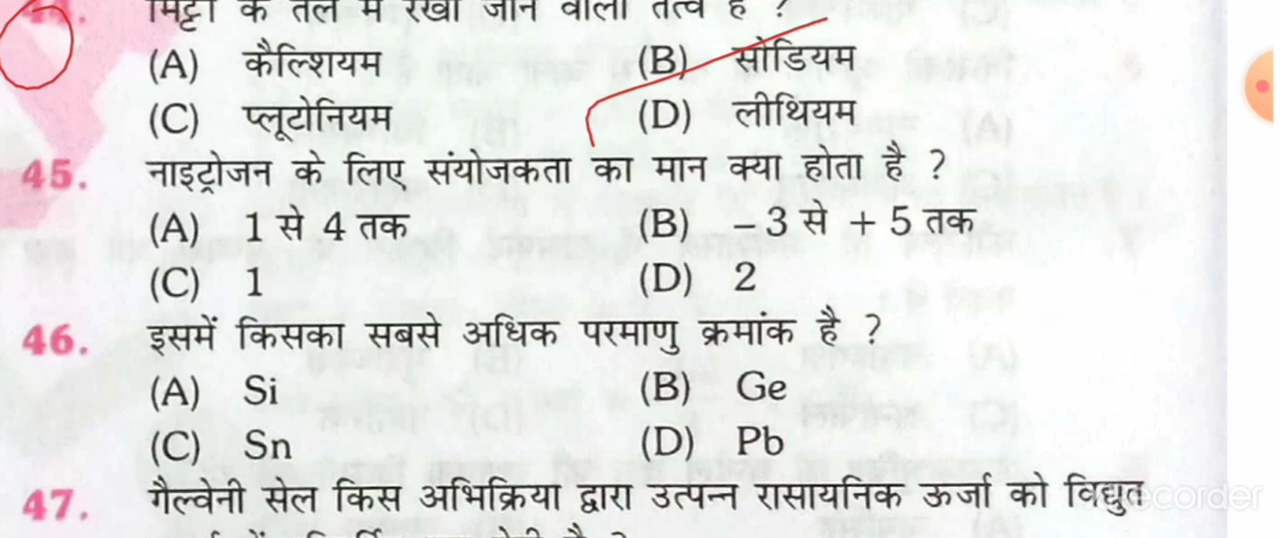 44. मिट्टी के तेल में रखा जाने वाला तत्व है ?
(A) कैल्शियम (B) सोडियम
(C) प्लूटोनियम (D) लीथियम
45. नाइट्रोजन के लिए संयोजकता का मान क्या होता है ?
(A) 1 से 4 तक (B) – 3 से + 5 तक
(C) 1 (D) 2
46. इसमें किसका सबसे अधिक परमाणु क्रमांक है ?
(A) Si (B) Ge
(C) Sn (D) Pb
47. गैल्वेनी सेल किस अभिक्रिया द्वारा उत्पन्न रासायनिक ऊर्जा को विद्युत